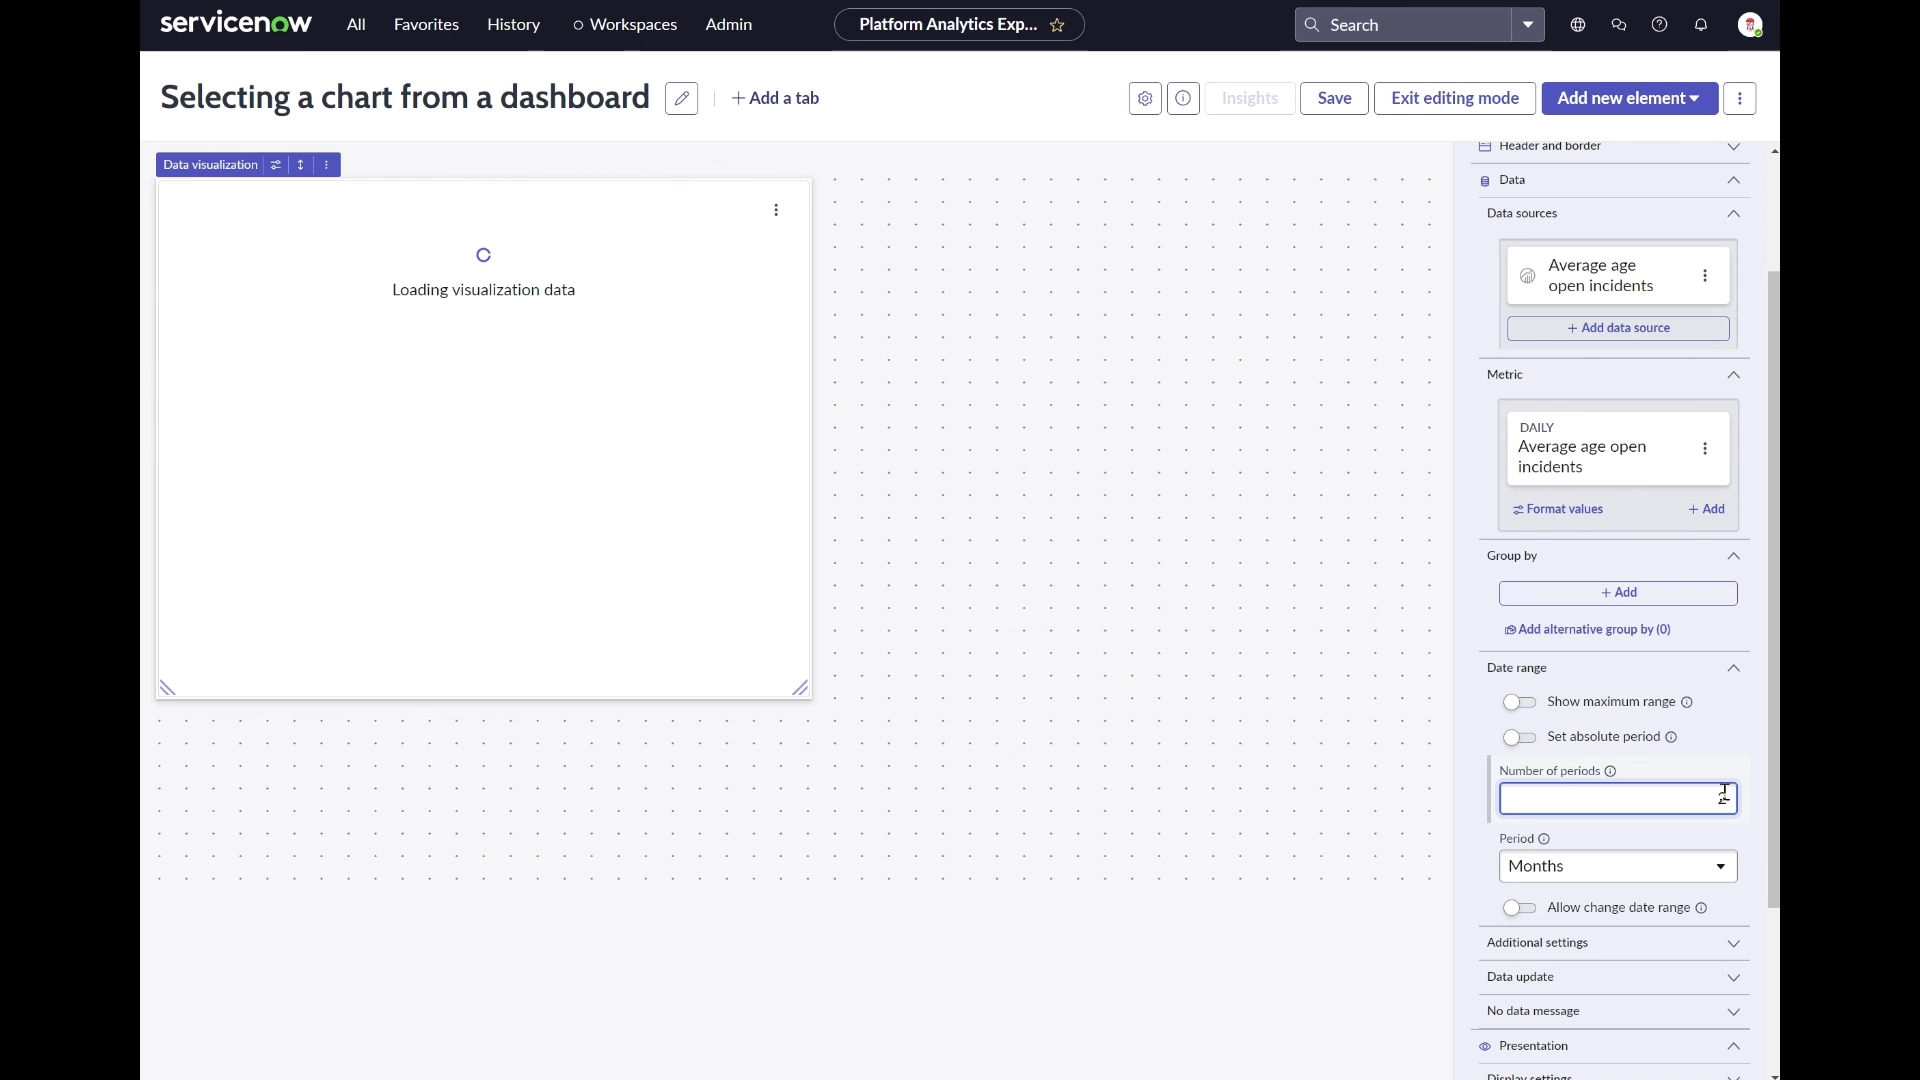 servicenow All Favorites History Workspaces Admin Platform Analytics Exp... Search
Selecting a chart from a dashboard + Add a tab Insights Save Exit editing mode Add new element
Data visualization
Loading visualization data
Header and border
Data
Data sources
Average age
open incidents
+ Add data source
Metric
DAILY
Average age open
incidents
Format values + Add
Group by
+ Add
Add alternative group by (0)
Date range
Show maximum range
Set absolute period
Number of periods
Period
Months
Allow change date range
Additional settings
Data update
No data message
Presentation
Display settings